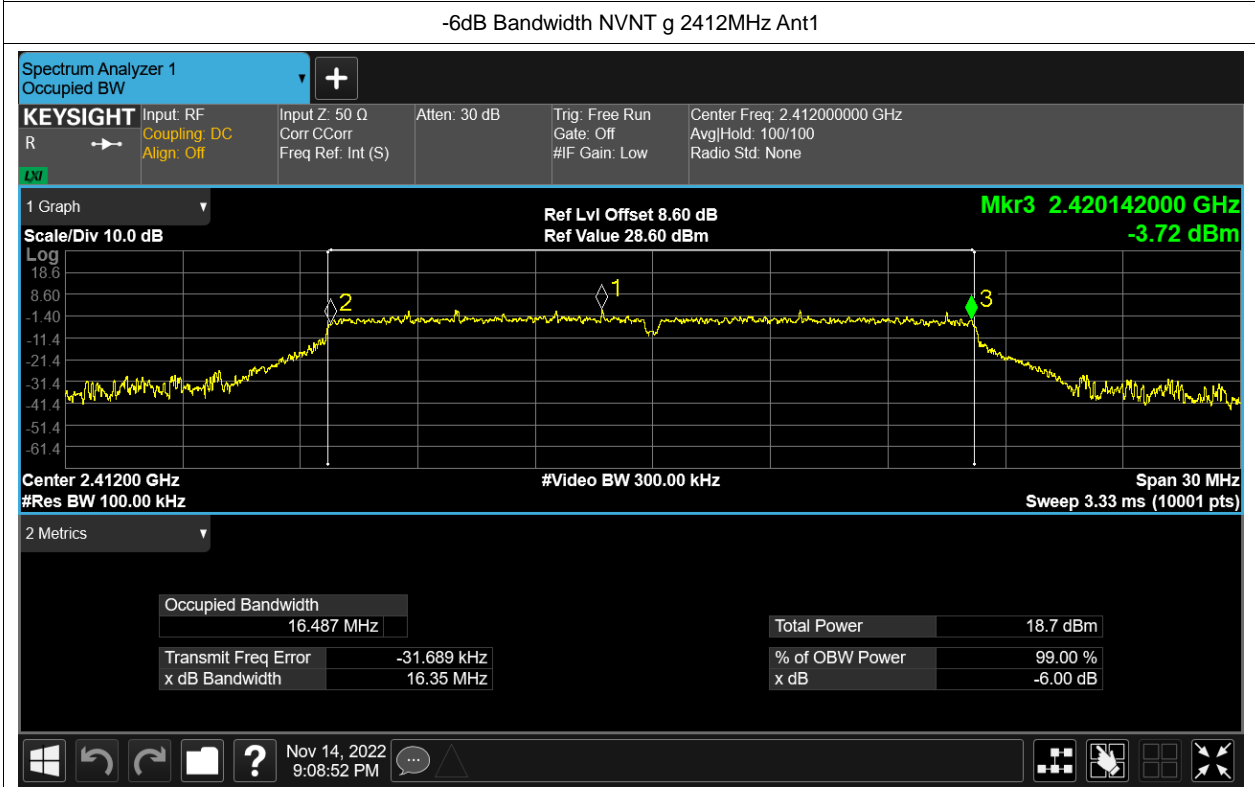 -6dB Bandwidth NVNT g 2412MHz Ant1
Spectrum Analyzer 1
Occupied BW
KEYSIGHT
R
LXI
Input: RF
Coupling: DC
Align: Off
Input Z: 50 Ω
Corr CCorr
Freq Ref: Int (S)
Atten: 30 dB
Trig: Free Run
Gate: Off
#IF Gain: Low
Center Freq: 2.412000000 GHz
Avg|Hold: 100/100
Radio Std: None
1 Graph
Scale/Div 10.0 dB
Ref Lvl Offset 8.60 dB
Ref Value 28.60 dBm
Mkr3 2.420142000 GHz
-3.72 dBm
Log
18.6
8.60
-1.40
-11.4
-21.4
-31.4
-41.4
-51.4
-61.4
2
1
3
Center 2.41200 GHz
#Res BW 100.00 kHz
#Video BW 300.00 kHz
Span 30 MHz
Sweep 3.33 ms (10001 pts)
2 Metrics
Occupied Bandwidth
16.487 MHz
Transmit Freq Error -31.689 kHz
x dB Bandwidth 16.35 MHz
Total Power 18.7 dBm
% of OBW Power 99.00 %
x dB -6.00 dB
?
Nov 14, 2022
9:08:52 PM